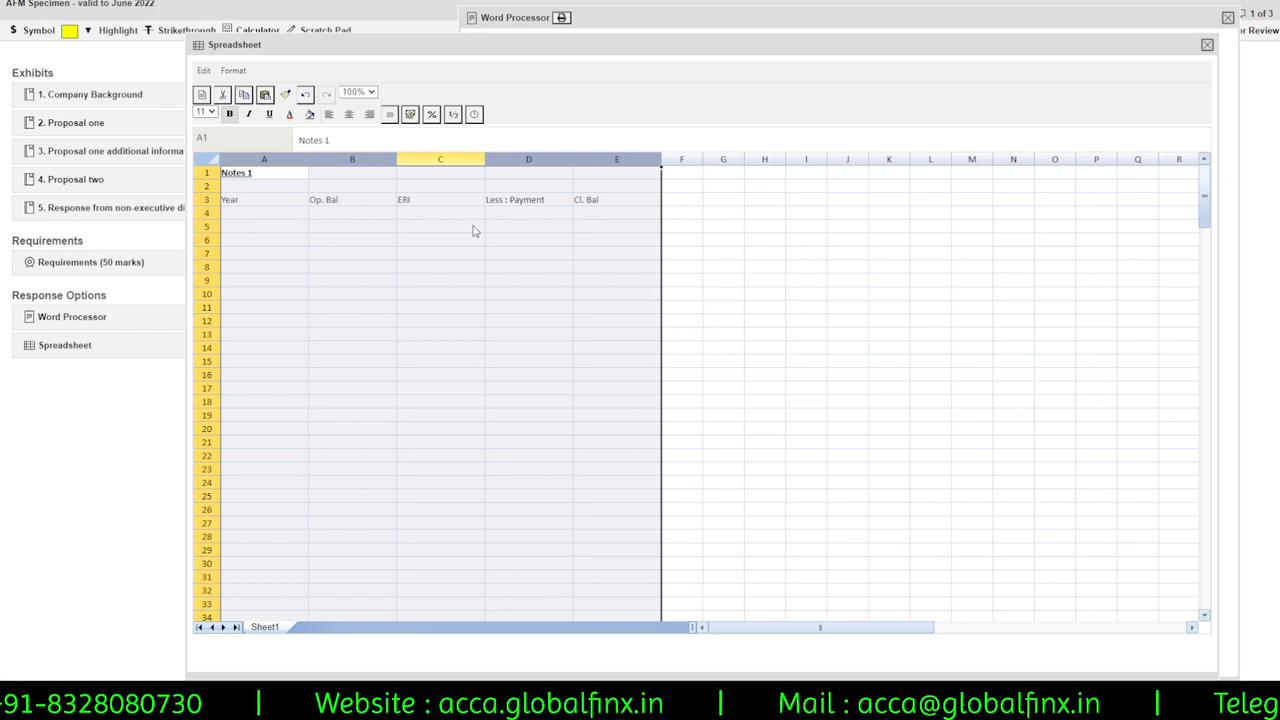 AFM Specimen - valid to June 2022
Symbol Highlight Strikethrough Calculator Scratch Pad
Word Processor
1 of 3
or Review
Spreadsheet
Exhibits
1. Company Background
2. Proposal one
3. Proposal one additional informa
4. Proposal two
5. Response from non-executive di
Requirements
Requirements (50 marks)
Response Options
Word Processor
Spreadsheet
Edit Format
100%
11 B I U A % 1/2
A1 Notes 1
A B C D E F G H I J K L M N O P Q R
1 Notes 1
2
3 Year Op. Bal ERI Less : Payment Cl. Bal
4
5
6
7
8
9
10
11
12
13
14
15
16
17
18
19
20
21
22
23
24
25
26
27
28
29
30
31
32
33
34
Sheet1
+91-8328080730 | Website : acca.globalfinx.in | Mail : acca@globalfinx.in | Teleg